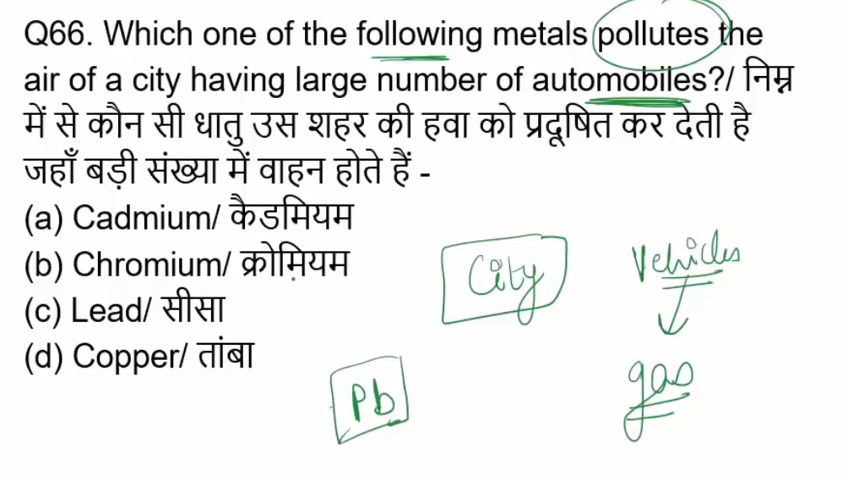 Q66. Which one of the following metals pollutes the
air of a city having large number of automobiles?/ निम्न
में से कौन सी धातु उस शहर की हवा को प्रदूषित कर देती है
जहाँ बड़ी संख्या में वाहन होते हैं -
(a) Cadmium/ कैडमियम
(b) Chromium/ क्रोमियम
(c) Lead/ सीसा
(d) Copper/ तांबा
City
Vehicles
gas
Pb